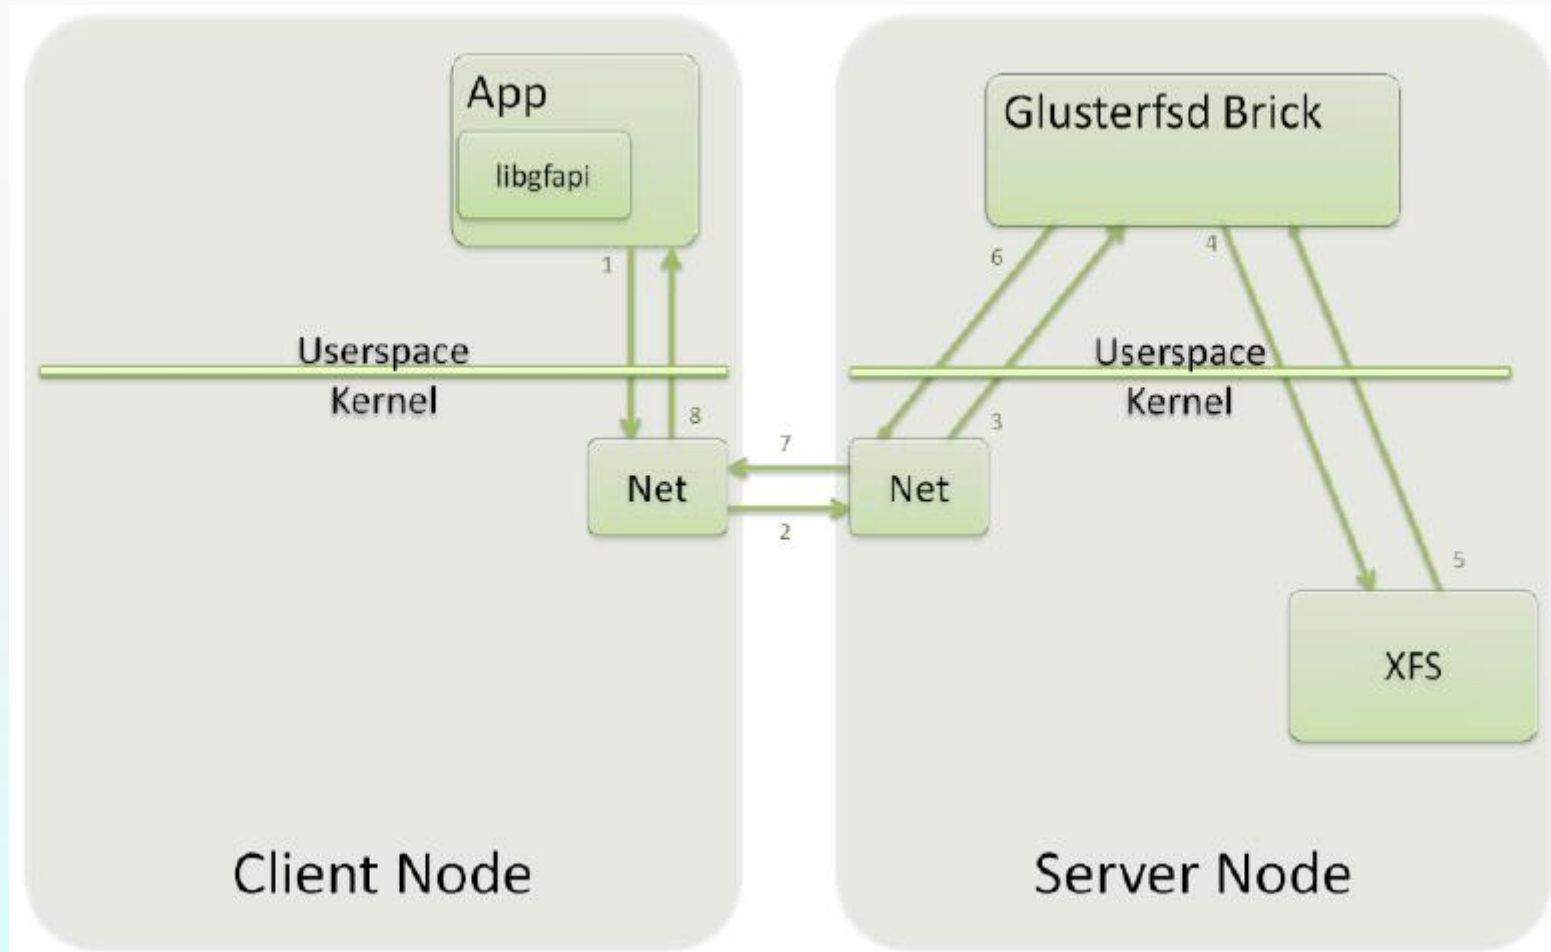 App
libgfapi
1
Userspace
Kernel
8
Net
Client Node
7
2
Glusterfsd Brick
6
4
Userspace
Kernel
3
Net
5
XFS
Server Node